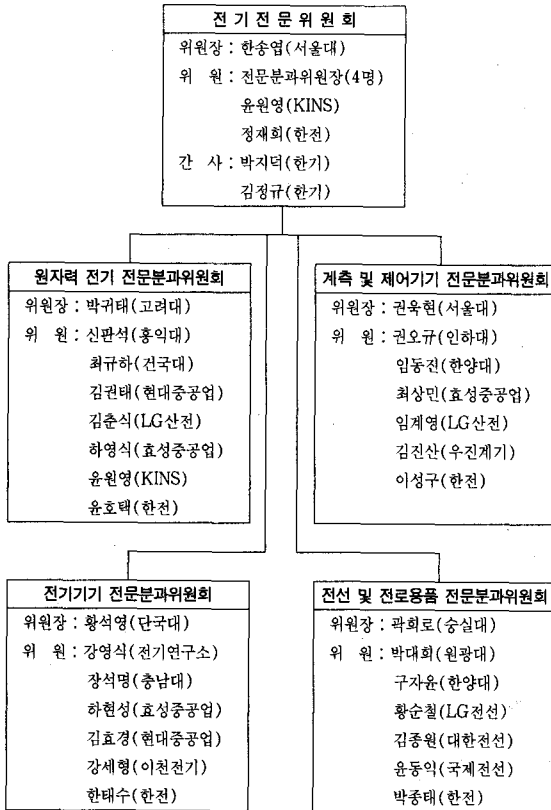 전 기 전 문 위 원 회
위원장 : 한송엽(서울대)
위 원 : 전문분과위원장(4명)
윤원영(KINS)
정재희(한전)
간 사 : 박지덕(한기)
김정규(한기)
원자력 전기 전문분과위원회
위원장 : 박귀태(고려대)
위 원 : 신판석(홍익대)
최규하(건국대)
김권태(현대중공업)
김춘식(LG산전)
하영식(효성중공업)
윤원영(KINS)
윤호택(한전)
계측 및 제어기기 전문분과위원회
위원장 : 권욱현(서울대)
위 원 : 권오규(인하대)
임동진(한양대)
최상민(효성중공업)
임계영(LG산전)
김진산(우진계기)
이성구(한전)
전기기기 전문분과위원회
위원장 : 황석영(단국대)
위 원 : 강영식(전기연구소)
장석명(충남대)
하현성(효성중공업)
김효경(현대중공업)
강세형(이천전기)
한태수(한전)
전선 및 전로용품 전문분과위원회
위원장 : 곽희로(숭실대)
위 원 : 박대희(원광대)
구자윤(한양대)
황순철(LG전선)
김종원(대한전선)
윤동익(국제전선)
박종태(한전)